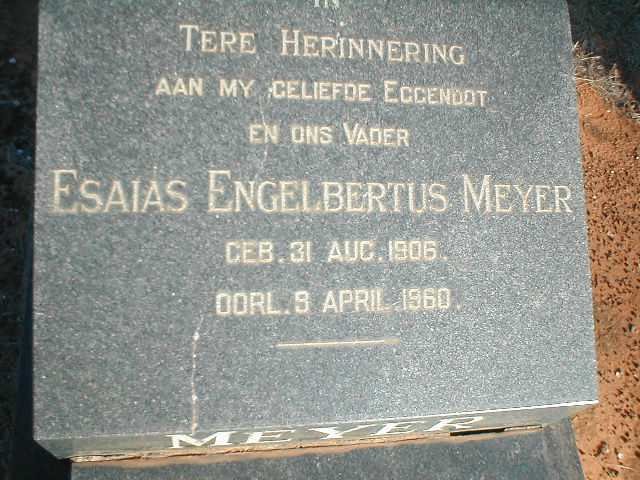 IN
TERE HERINNERING
AAN MY GELIEFDE EGGENOOT
EN ONS VADER
ESAIAS ENGELBERTUS MEYER
GEB. 31 AUG. 1906.
OORL. 9 APRIL 1960.
MEYER